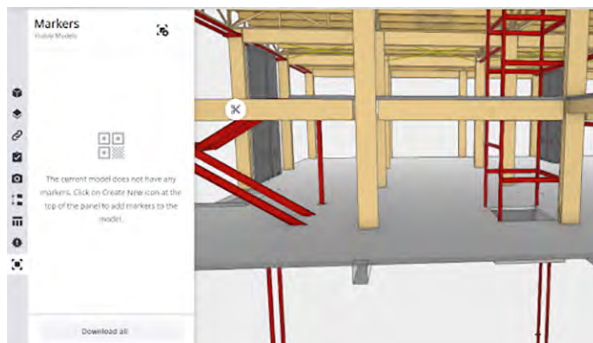 Markers
Visible Models
The current model does not have any
markers. Click on Create New icon at the
top of the panel to add markers to the
model.
Download all